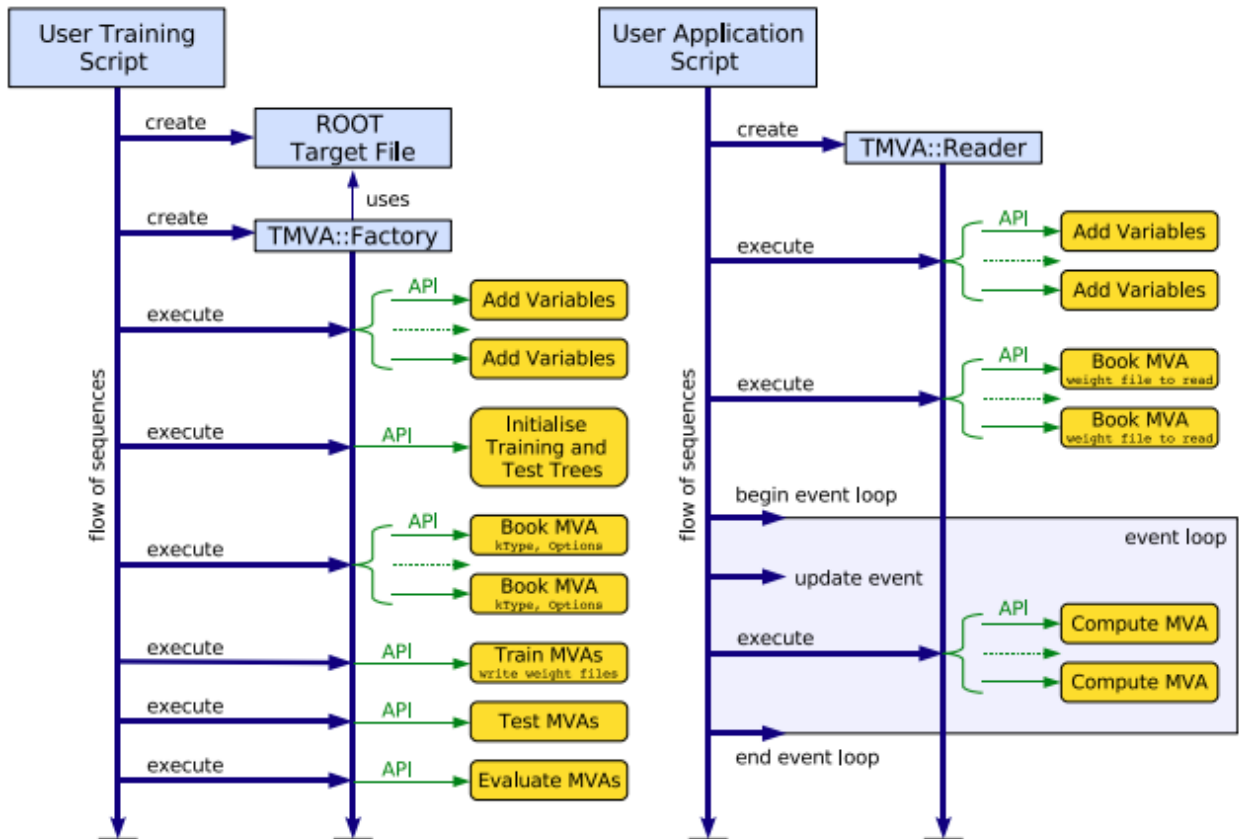 User Training
Script
create
ROOT
Target File
uses
create
TMVA::Factory
execute
API
Add Variables
Add Variables
flow of sequences
execute
API
Initialise
Training and
Test Trees
execute
API
Book MVA
kType, Options
Book MVA
kType, Options
execute
API
Train MVAs
write weight files
execute
API
Test MVAs
execute
API
Evaluate MVAs
User Application
Script
create
TMVA::Reader
execute
API
Add Variables
Add Variables
execute
API
Book MVA
weight file to read
Book MVA
weight file to read
flow of sequences
begin event loop
event loop
update event
execute
API
Compute MVA
Compute MVA
end event loop